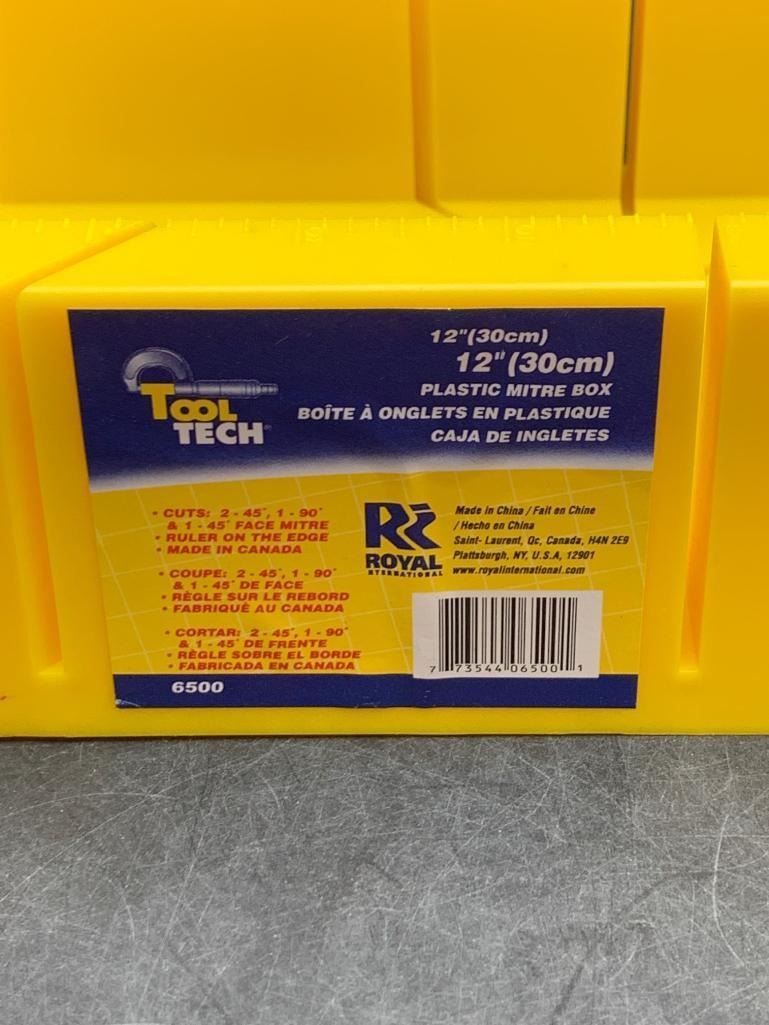 12"(30cm)
12"(30cm)
TOOL
TECH
PLASTIC MITRE BOX
BOÎTE À ONGLETS EN PLASTIQUE
CAJA DE INGLETES
• CUTS: 2 - 45°, 1 - 90°
& 1 - 45° FACE MITRE
• RULER ON THE EDGE
• MADE IN CANADA
• COUPE: 2 - 45°, 1 - 90°
& 1 - 45° DE FACE
• RÈGLE SUR LE REBORD
• FABRIQUÉ AU CANADA
• CORTAR: 2 - 45°, 1 - 90°
& 1 - 45° DE FRENTE
• RÈGLE SOBRE EL BORDE
• FABRICADA EN CANADA
6500
RI
ROYAL
INTERNATIONAL
Made in China / Fait en Chine
/ Hecho en China
Saint- Laurent, Qc, Canada, H4N 2E9
Plattsburgh, NY, U.S.A, 12901
www.royalinternational.com
7 73544 06500 1